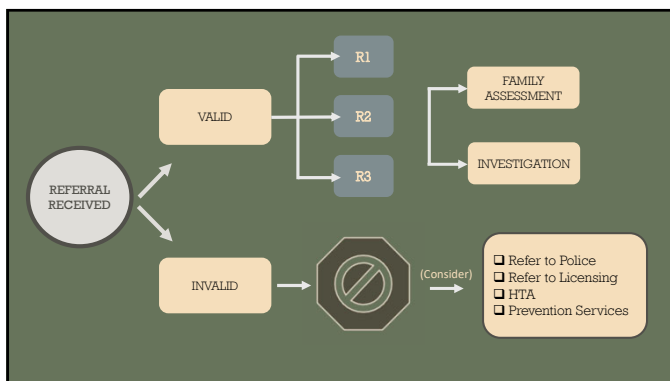 REFERRAL
RECEIVED
VALID
R1
R2
R3
FAMILY
ASSESSMENT
INVESTIGATION
INVALID
(Consider)
❑ Refer to Police
❑ Refer to Licensing
❑ HTA
❑ Prevention Services